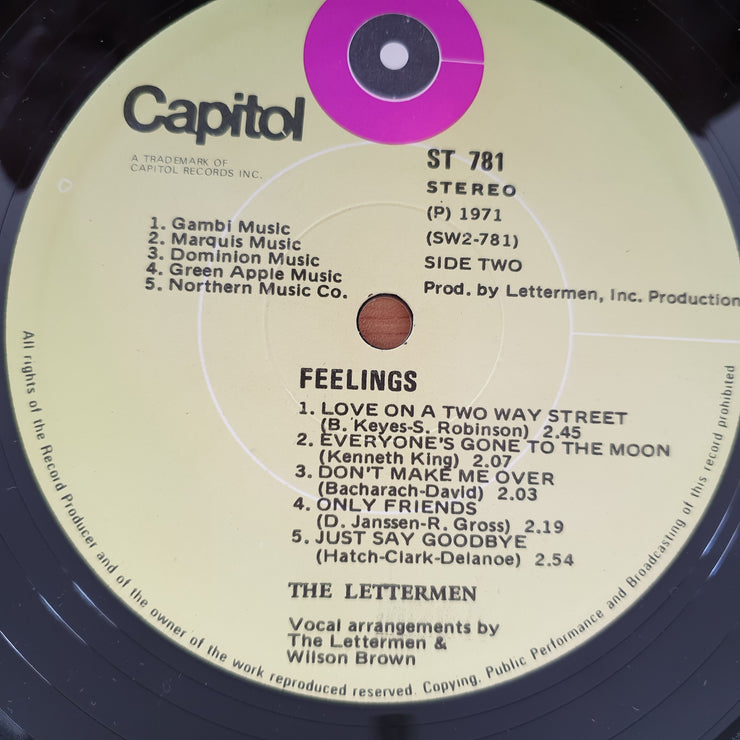 Capitol
A TRADEMARK OF
CAPITOL RECORDS INC.
ST 781
STEREO
(P) 1971
(SW2-781)
SIDE TWO
Prod. by Lettermen, Inc. Production
1. Gambi Music
2. Marquis Music
3. Dominion Music
4. Green Apple Music
5. Northern Music Co.
FEELINGS
1. LOVE ON A TWO WAY STREET
(B. Keyes-S. Robinson) 2.45
2. EVERYONE'S GONE TO THE MOON
(Kenneth King) 2.07
3. DON'T MAKE ME OVER
(Bacharach-David) 2.03
4. ONLY FRIENDS
(D. Janssen-R. Gross) 2.19
5. JUST SAY GOODBYE
(Hatch-Clark-Delanoe) 2.54
THE LETTERMEN
Vocal arrangements by
The Lettermen &
Wilson Brown
All rights of the Record Producer and of the owner of the work reproduced reserved. Copying, Public Performance and Broadcasting of this record prohibited